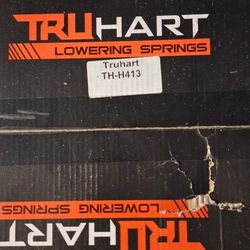 TRUHART
LOWERING SPRINGS
Truhart
TH-H413
LOWERING
SPRINGS
TRUHART